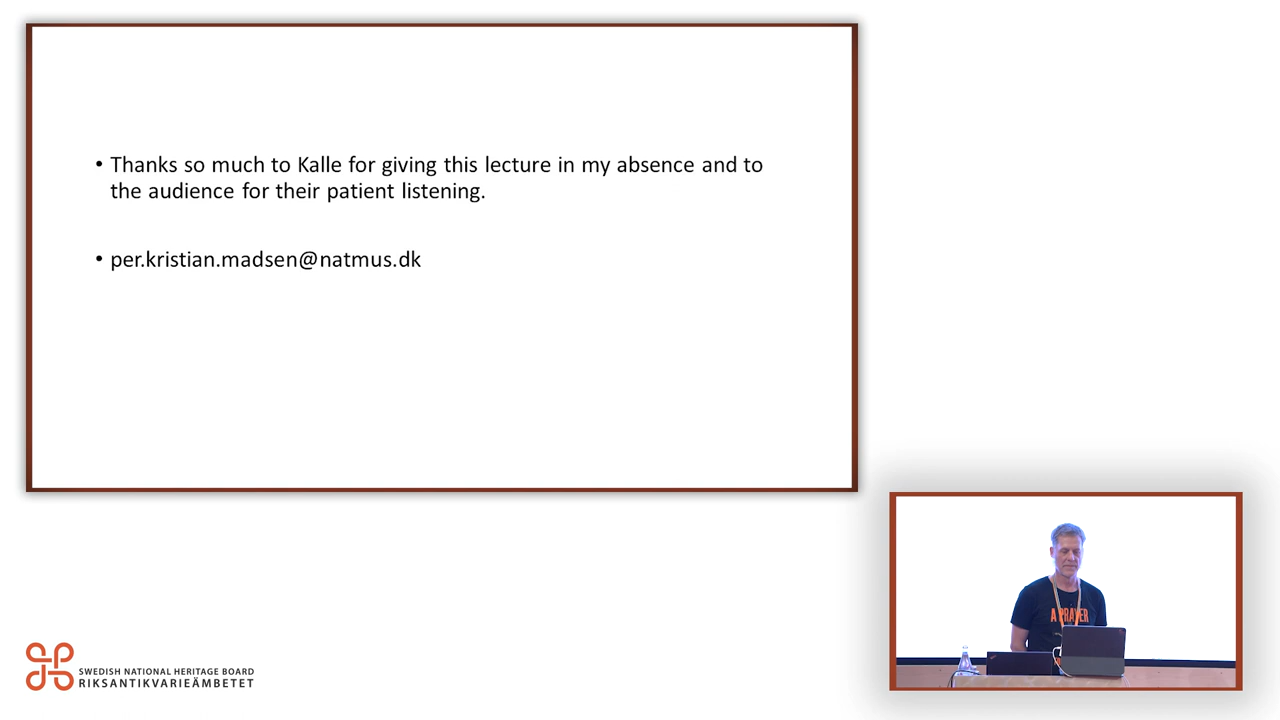 • Thanks so much to Kalle for giving this lecture in my absence and to
the audience for their patient listening.
• per.kristian.madsen@natmus.dk
A PRAYER
SWEDISH NATIONAL HERITAGE BOARD
RIKSANTIKVARIEÄMBETET